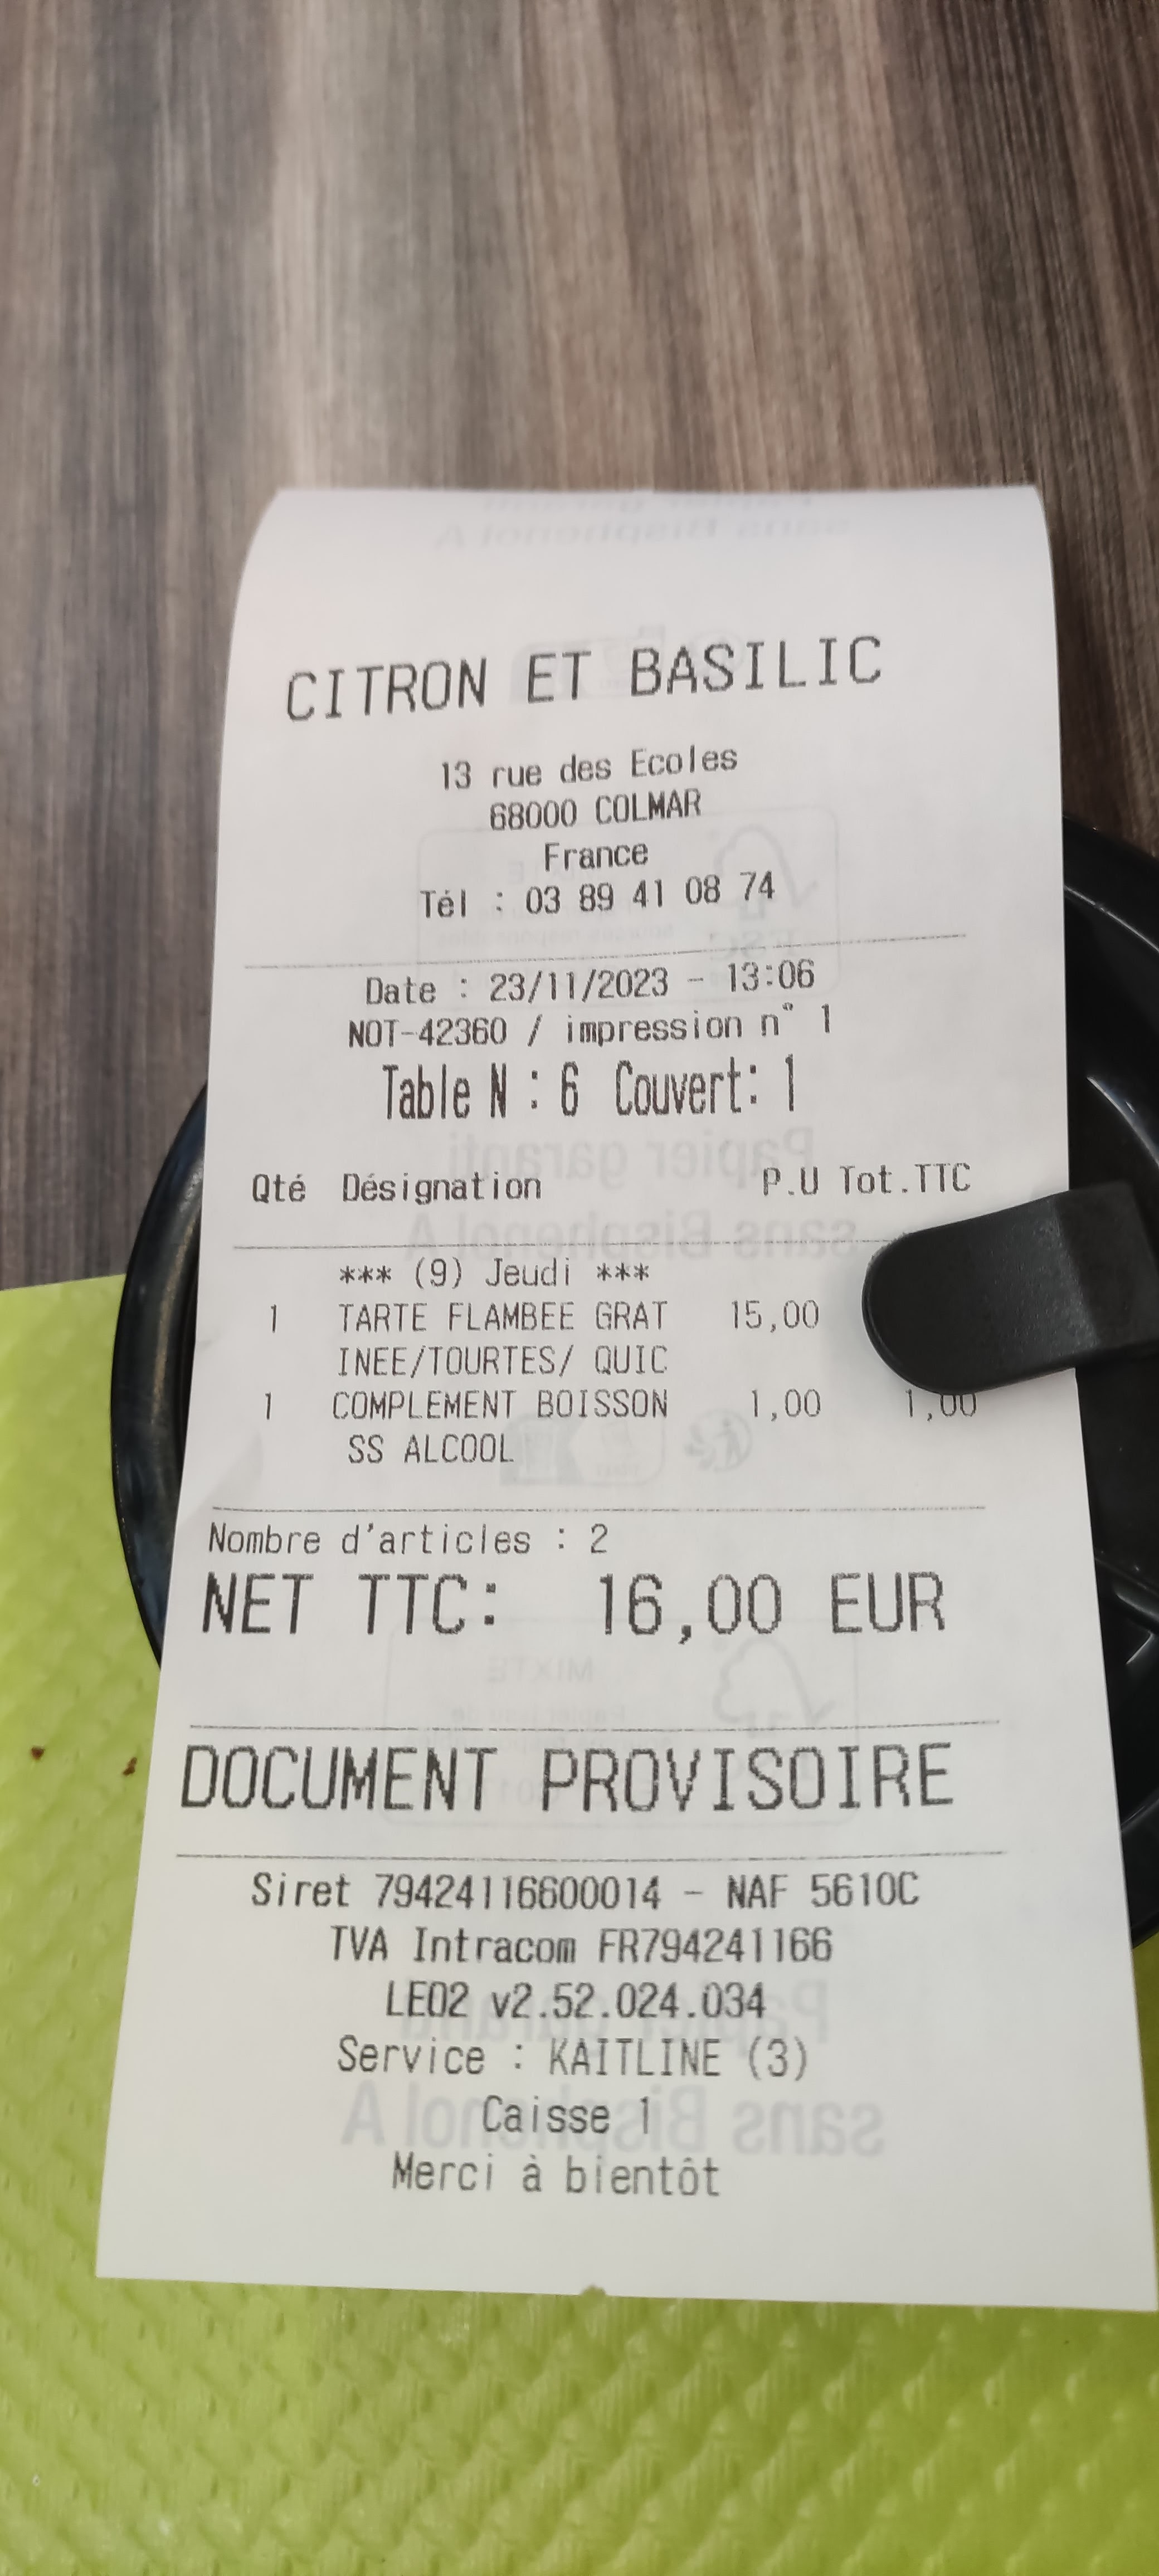 CITRON ET BASILIC
13 rue des Ecoles
68000 COLMAR
France
Tél : 03 89 41 08 74
Date : 23/11/2023 - 13:06
NOT-42360 / impression n° 1
Table N : 6 Couvert: 1
Qté Désignation P.U Tot.TTC
*** (9) Jeudi ***
1 TARTE FLAMBEE GRAT 15,00
INEE/TOURTES/ QUIC
1 COMPLEMENT BOISSON 1,00 1,00
SS ALCOOL
Nombre d'articles : 2
NET TTC: 16,00 EUR
DOCUMENT PROVISOIRE
Siret 79424116600014 - NAF 5610C
TVA Intracom FR794241166
LEO2 v2.52.024.034
Service : KAITLINE (3)
Caisse 1
Merci à bientôt